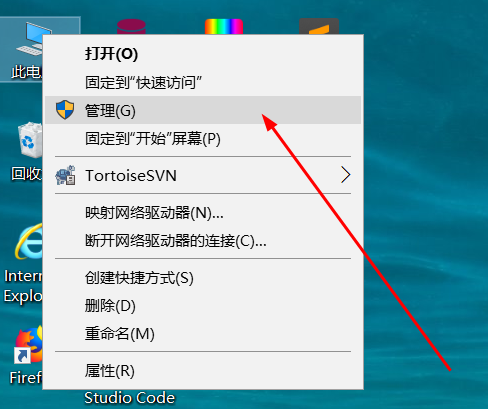 此电
打开(O)
固定到“快速访问”
管理(G)
固定到“开始”屏幕(P)
回收
TortoiseSVN
映射网络驱动器(N)...
断开网络驱动器的连接(C)...
Intern
Explo
创建快捷方式(S)
删除(D)
重命名(M)
属性(R)
Firef
Studio Code